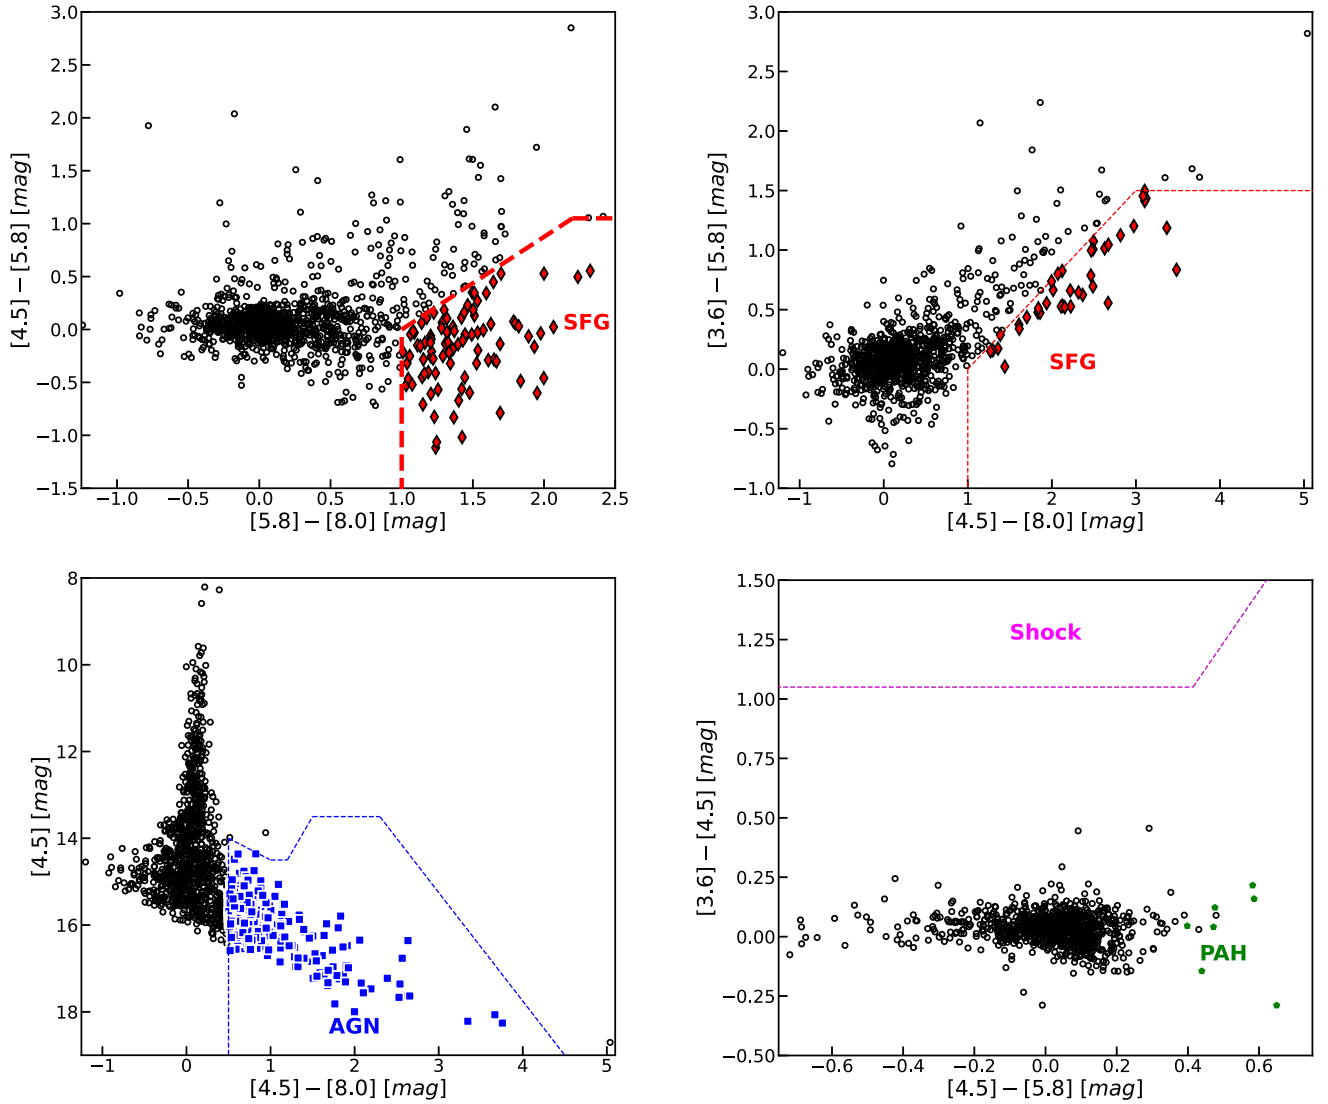 3.0
2.5
2.0
1.5
1.0
0.5
0.0
−0.5
−1.0
−1.5
[4.5] − [5.8] [mag]
SFG
−1.0 −0.5 0.0 0.5 1.0 1.5 2.0 2.5
[5.8] − [8.0] [mag]
3.0
2.5
2.0
1.5
1.0
0.5
0.0
−0.5
−1.0
[3.6] − [5.8] [mag]
SFG
−1 0 1 2 3 4 5
[4.5] − [8.0] [mag]
8
10
12
14
16
18
[4.5] [mag]
AGN
−1 0 1 2 3 4 5
[4.5] − [8.0] [mag]
1.50
1.25
1.00
0.75
0.50
0.25
0.00
−0.25
−0.50
[3.6] − [4.5] [mag]
Shock
PAH
−0.6 −0.4 −0.2 0.0 0.2 0.4 0.6
[4.5] − [5.8] [mag]